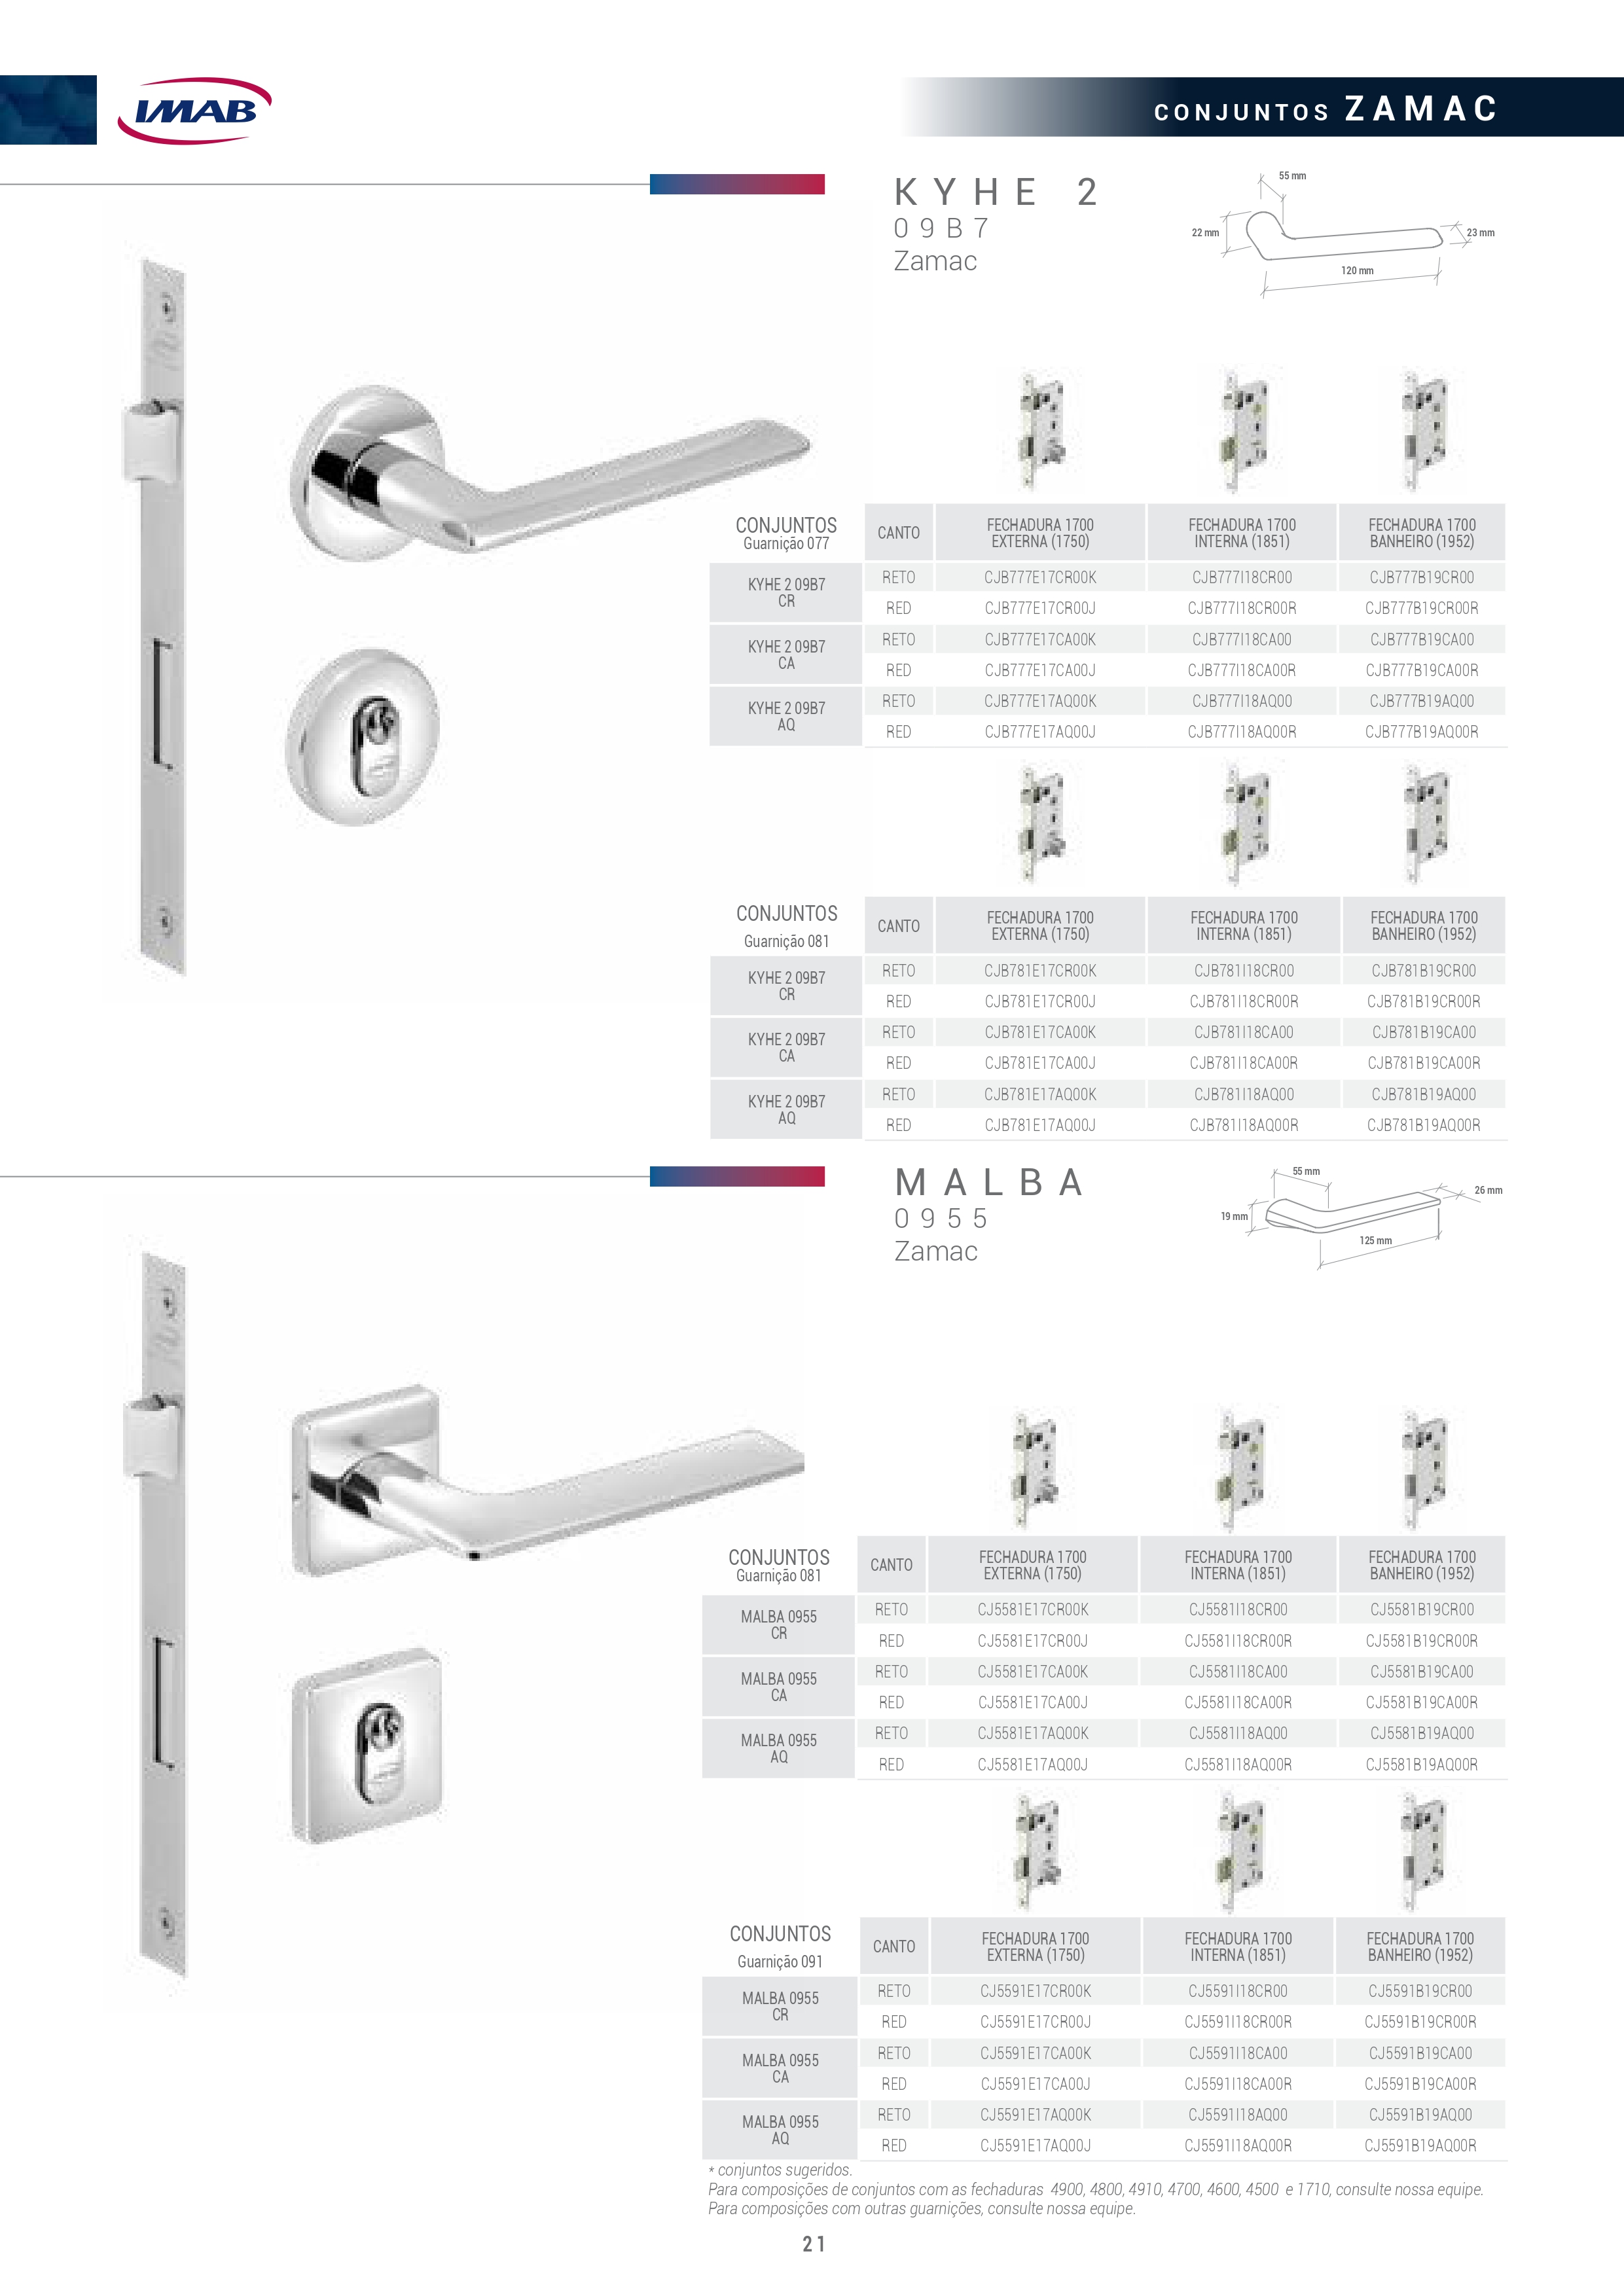 IMAB
CONJUNTOS ZAMAC
KYHE 2
09B7
Zamac
55 mm
22 mm
23 mm
120 mm
CONJUNTOS
Guarnição 077
CANTO
FECHADURA 1700
EXTERNA (1750)
FECHADURA 1700
INTERNA (1851)
FECHADURA 1700
BANHEIRO (1952)
KYHE 2 09B7
CR
RETO CJB777E17CR00K CJB777I18CR00 CJB777B19CR00
RED CJB777E17CR00J CJB777I18CR00R CJB777B19CR00R
KYHE 2 09B7
CA
RETO CJB777E17CA00K CJB777I18CA00 CJB777B19CA00
RED CJB777E17CA00J CJB777I18CA00R CJB777B19CA00R
KYHE 2 09B7
AQ
RETO CJB777E17AQ00K CJB777I18AQ00 CJB777B19AQ00
RED CJB777E17AQ00J CJB777I18AQ00R CJB777B19AQ00R
CONJUNTOS
Guarnição 081
CANTO
FECHADURA 1700
EXTERNA (1750)
FECHADURA 1700
INTERNA (1851)
FECHADURA 1700
BANHEIRO (1952)
KYHE 2 09B7
CR
RETO CJB781E17CR00K CJB781I18CR00 CJB781B19CR00
RED CJB781E17CR00J CJB781I18CR00R CJB781B19CR00R
KYHE 2 09B7
CA
RETO CJB781E17CA00K CJB781I18CA00 CJB781B19CA00
RED CJB781E17CA00J CJB781I18CA00R CJB781B19CA00R
KYHE 2 09B7
AQ
RETO CJB781E17AQ00K CJB781I18AQ00 CJB781B19AQ00
RED CJB781E17AQ00J CJB781I18AQ00R CJB781B19AQ00R
MALBA
0955
Zamac
55 mm
26 mm
19 mm
125 mm
CONJUNTOS
Guarnição 081
CANTO
FECHADURA 1700
EXTERNA (1750)
FECHADURA 1700
INTERNA (1851)
FECHADURA 1700
BANHEIRO (1952)
MALBA 0955
CR
RETO CJ5581E17CR00K CJ5581I18CR00 CJ5581B19CR00
RED CJ5581E17CR00J CJ5581I18CR00R CJ5581B19CR00R
MALBA 0955
CA
RETO CJ5581E17CA00K CJ5581I18CA00 CJ5581B19CA00
RED CJ5581E17CA00J CJ5581I18CA00R CJ5581B19CA00R
MALBA 0955
AQ
RETO CJ5581E17AQ00K CJ5581I18AQ00 CJ5581B19AQ00
RED CJ5581E17AQ00J CJ5581I18AQ00R CJ5581B19AQ00R
CONJUNTOS
Guarnição 091
CANTO
FECHADURA 1700
EXTERNA (1750)
FECHADURA 1700
INTERNA (1851)
FECHADURA 1700
BANHEIRO (1952)
MALBA 0955
CR
RETO CJ5591E17CR00K CJ5591I18CR00 CJ5591B19CR00
RED CJ5591E17CR00J CJ5591I18CR00R CJ5591B19CR00R
MALBA 0955
CA
RETO CJ5591E17CA00K CJ5591I18CA00 CJ5591B19CA00
RED CJ5591E17CA00J CJ5591I18CA00R CJ5591B19CA00R
MALBA 0955
AQ
RETO CJ5591E17AQ00K CJ5591I18AQ00 CJ5591B19AQ00
RED CJ5591E17AQ00J CJ5591I18AQ00R CJ5591B19AQ00R
* conjuntos sugeridos.
Para composições de conjuntos com as fechaduras 4900, 4800, 4910, 4700, 4600, 4500 e 1710, consulte nossa equipe.
Para composições com outras guarnições, consulte nossa equipe.
21